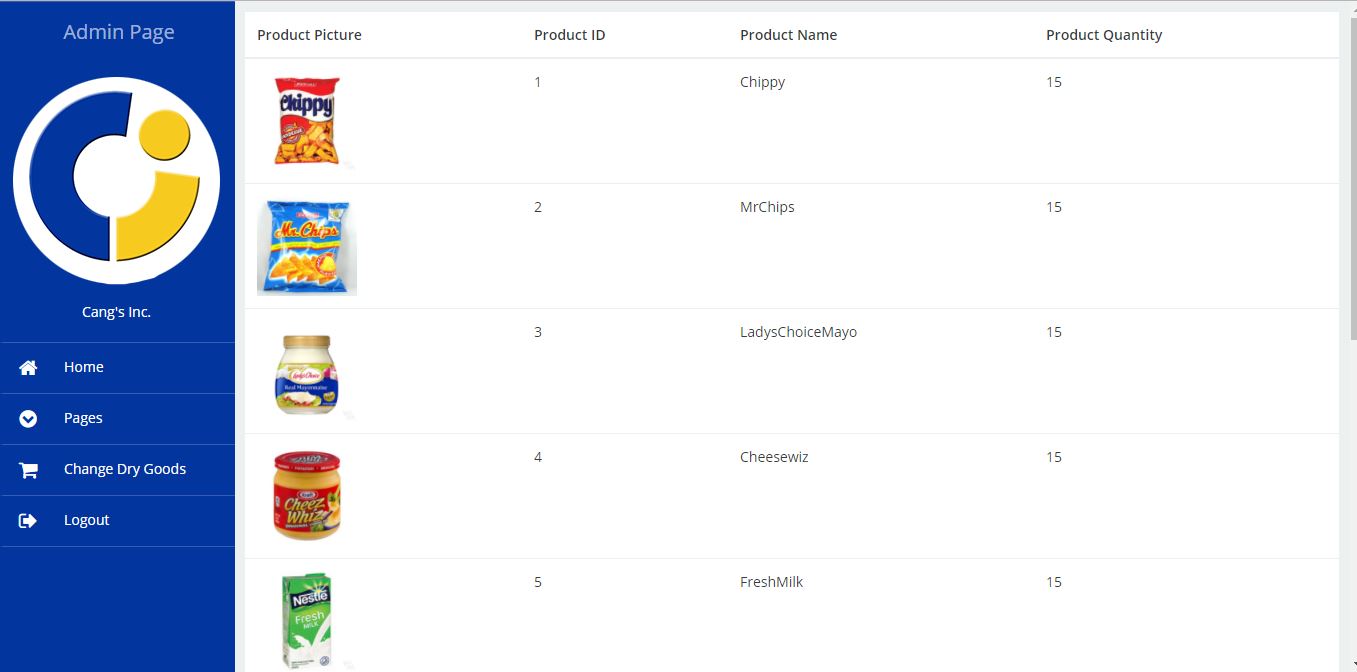 Admin Page
Cang's Inc.
Home
Pages
Change Dry Goods
Logout
Product Picture Product ID Product Name Product Quantity
Chippy
1 Chippy 15
Mr. Chips
2 MrChips 15
Lady's Choice
Real Mayonnaise
3 LadysChoiceMayo 15
Kraft
Cheez
Whiz
4 Cheesewiz 15
Nestlé
Fresh
MILK
5 FreshMilk 15